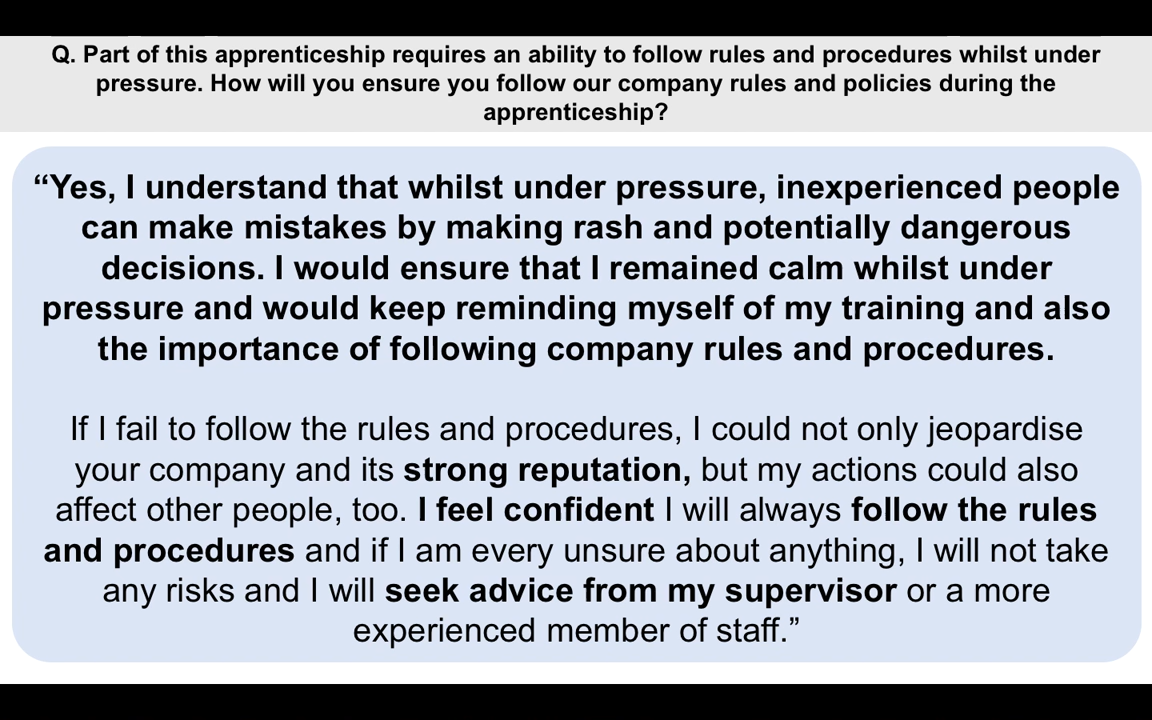 Q. Part of this apprenticeship requires an ability to follow rules and procedures whilst under
pressure. How will you ensure you follow our company rules and policies during the
apprenticeship?
“Yes, I understand that whilst under pressure, inexperienced people
can make mistakes by making rash and potentially dangerous
decisions. I would ensure that I remained calm whilst under
pressure and would keep reminding myself of my training and also
the importance of following company rules and procedures.
If I fail to follow the rules and procedures, I could not only jeopardise
your company and its strong reputation, but my actions could also
affect other people, too. I feel confident I will always follow the rules
and procedures and if I am every unsure about anything, I will not take
any risks and I will seek advice from my supervisor or a more
experienced member of staff.”